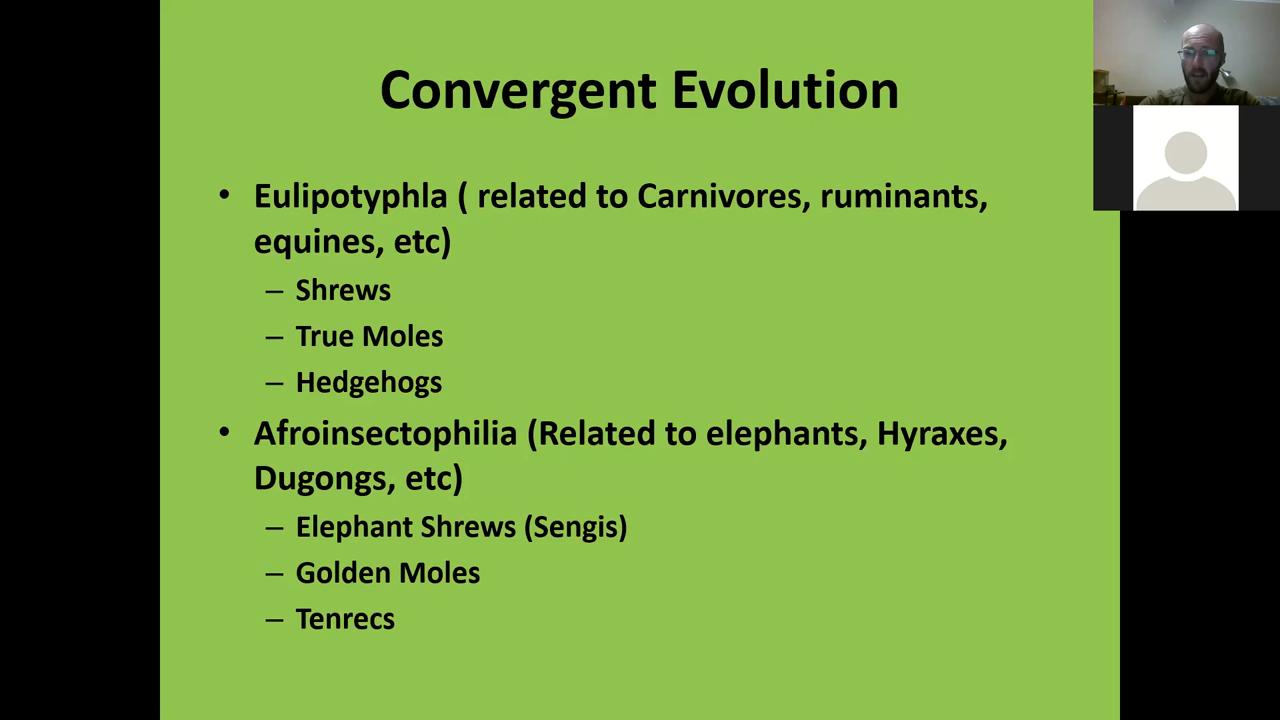 Convergent Evolution
• Eulipotyphla ( related to Carnivores, ruminants,
equines, etc)
– Shrews
– True Moles
– Hedgehogs
• Afroinsectophilia (Related to elephants, Hyraxes,
Dugongs, etc)
– Elephant Shrews (Sengis)
– Golden Moles
– Tenrecs